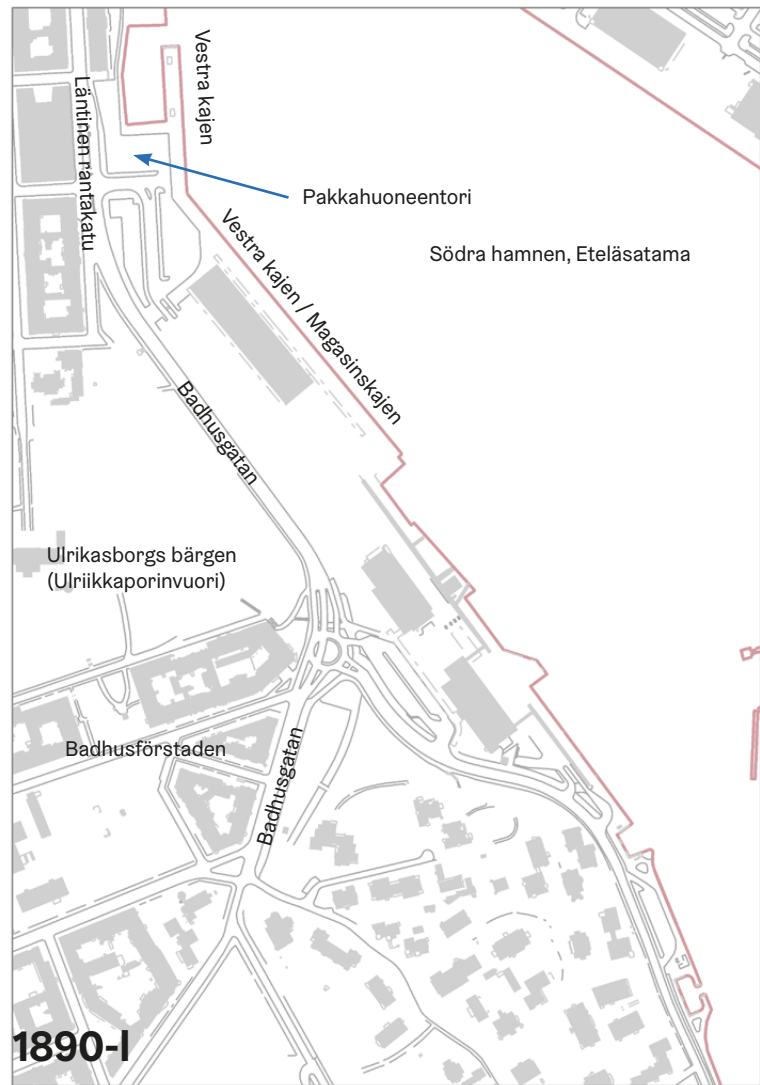 Vestra kajen
Läntinen rantakatu
Pakkahuoneentori
Södra hamnen, Eteläsatama
Vestra kajen / Magasinskajen
Badhusgatan
Ulrikasborgs bärgen
(Ulriikkaporinvuori)
Badhusförstaden
Badhusgatan
1890-l